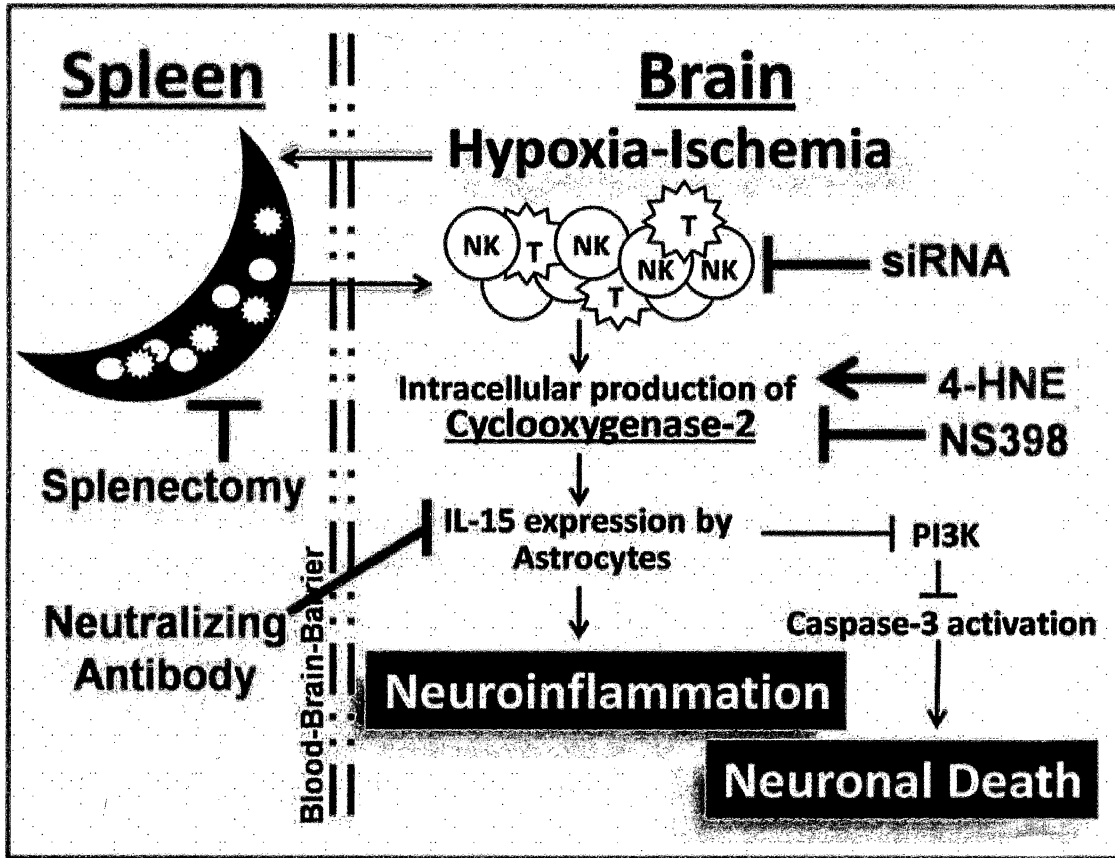 Spleen
Brain
Hypoxia-Ischemia
NK
T
NK
T
NK
NK
T
siRNA
Intracellular production of
Cyclooxygenase-2
4-HNE
NS398
Splenectomy
IL-15 expression by
Astrocytes
PI3K
Neutralizing
Antibody
Blood-Brain-Barrier
Caspase-3 activation
Neuroinflammation
Neuronal Death